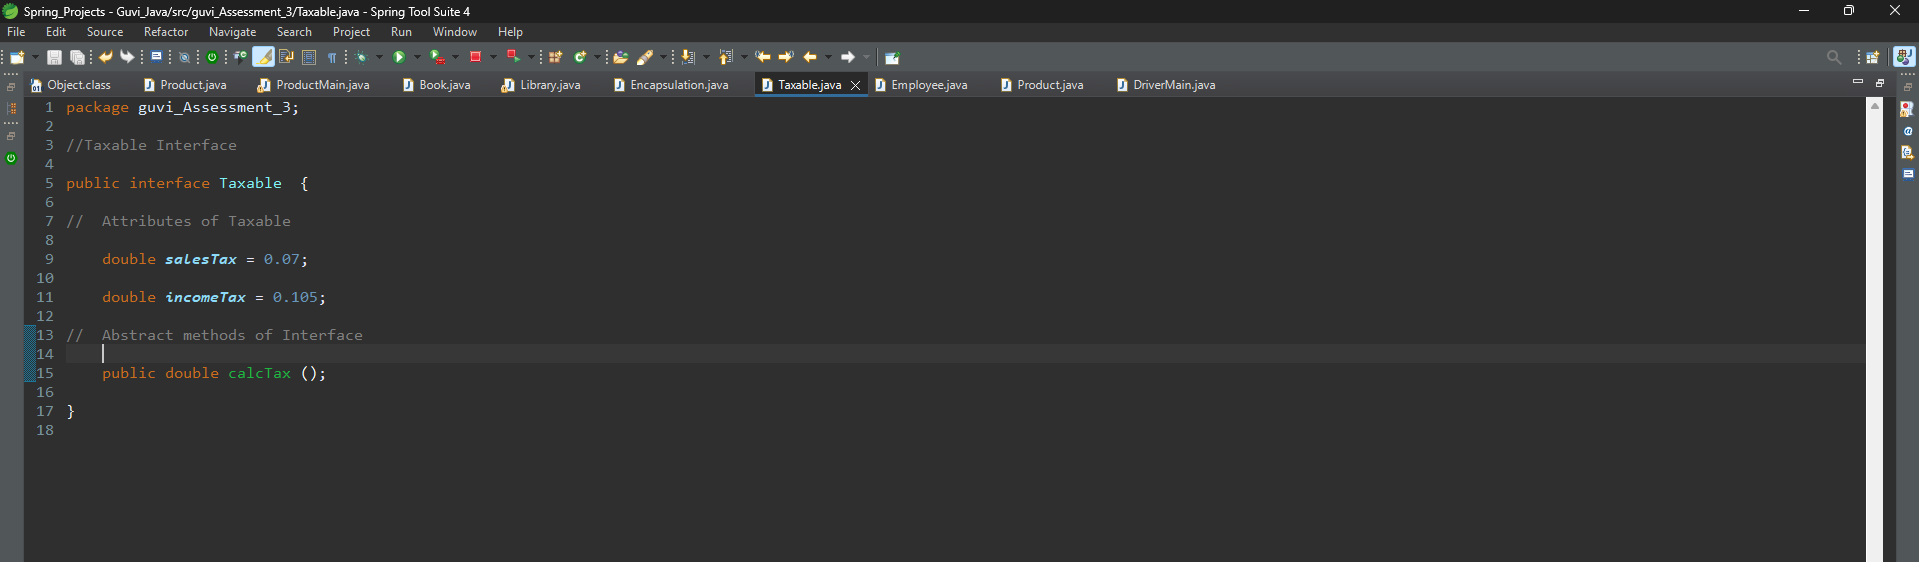 Spring_Projects - Guvi_Java/src/guvi_Assessment_3/Taxable.java - Spring Tool Suite 4
File Edit Source Refactor Navigate Search Project Run Window Help
Object.class Product.java ProductMain.java Book.java Library.java Encapsulation.java Taxable.java Employee.java Product.java DriverMain.java
1 package guvi_Assessment_3;
2
3 //Taxable Interface
4
5 public interface Taxable  {
6
7 //  Attributes of Taxable
8
9     double salesTax = 0.07;
10
11     double incomeTax = 0.105;
12
13 //  Abstract methods of Interface
14
15     public double calcTax ();
16
17 }
18